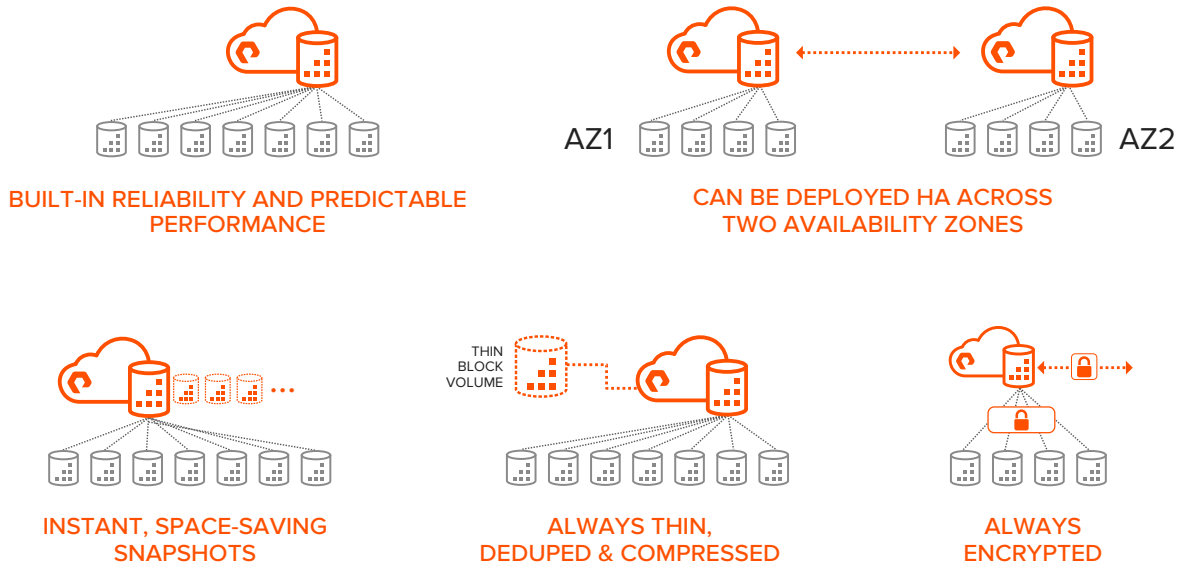 AZ1
AZ2
BUILT-IN RELIABILITY AND PREDICTABLE
PERFORMANCE
CAN BE DEPLOYED HA ACROSS
TWO AVAILABILITY ZONES
THIN
BLOCK
VOLUME
INSTANT, SPACE-SAVING
SNAPSHOTS
ALWAYS THIN,
DEDUPED & COMPRESSED
ALWAYS
ENCRYPTED